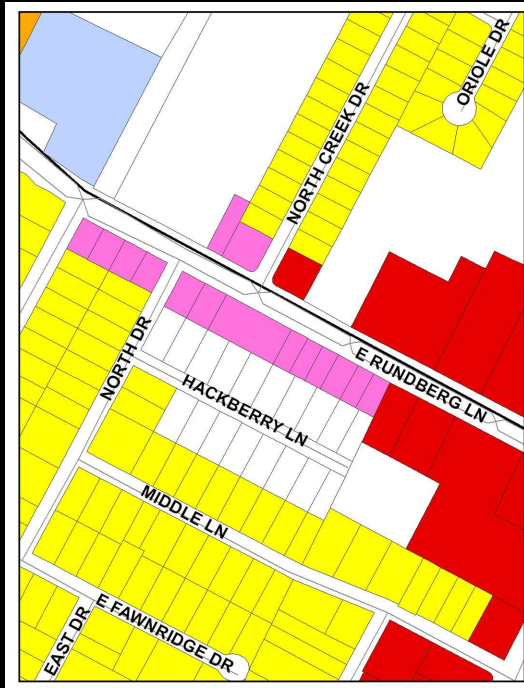 ORIOLE DR
NORTH CREEK DR
E RUNDBERG LN
NORTH DR
HACKBERRY LN
MIDDLE LN
E FAWNRIDGE DR
EAST DR